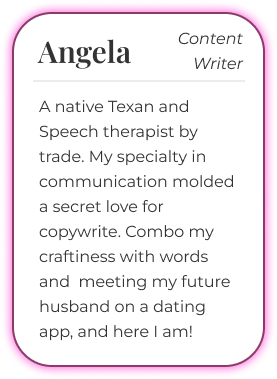 Angela
Content
Writer
A native Texan and
Speech therapist by
trade. My specialty in
communication molded
a secret love for
copywrite. Combo my
craftiness with words
and  meeting my future
husband on a dating
app, and here I am!